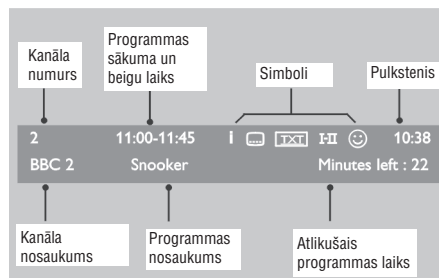 Kanāla
numurs
Programmas
sākuma un
beigu laiks
Simboli
Pulkstenis
2 11:00-11:45 i TXT I-II 10:38
BBC 2 Snooker Minutes left : 22
Kanāla
nosaukums
Programmas
nosaukums
Atlikušais
programmas laiks